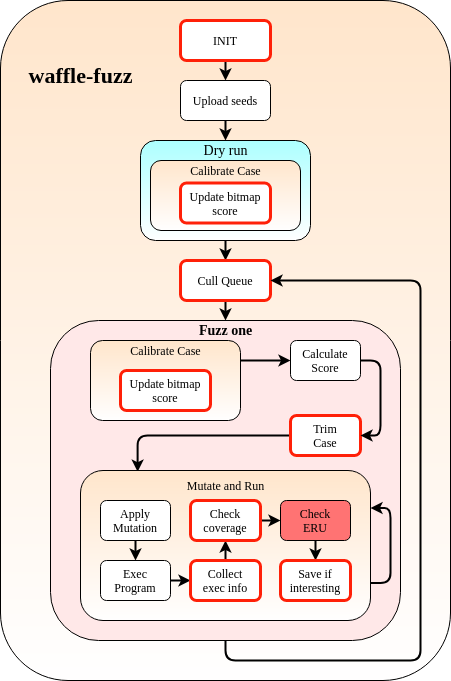 INIT
waffle-fuzz
Upload seeds
Dry run
Calibrate Case
Update bitmap
score
Cull Queue
Fuzz one
Calibrate Case
Update bitmap
score
Calculate
Score
Trim
Case
Mutate and Run
Apply
Mutation
Check
coverage
Check
ERU
Exec
Program
Collect
exec info
Save if
interesting